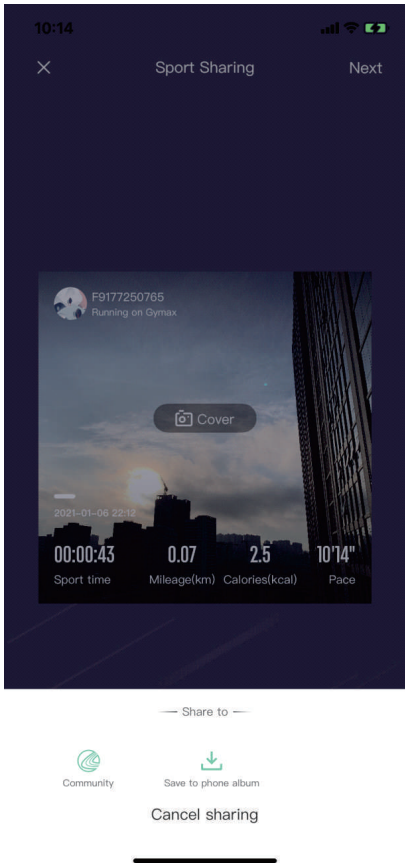 10:14
Sport Sharing
Next
F9177250765
Running on Gymax
Cover
2021-01-06 22:12
00:00:43 0.07 2.5 10'14"
Sport time Mileage(km) Calories(kcal) Pace
Share to
Community Save to phone album
Cancel sharing